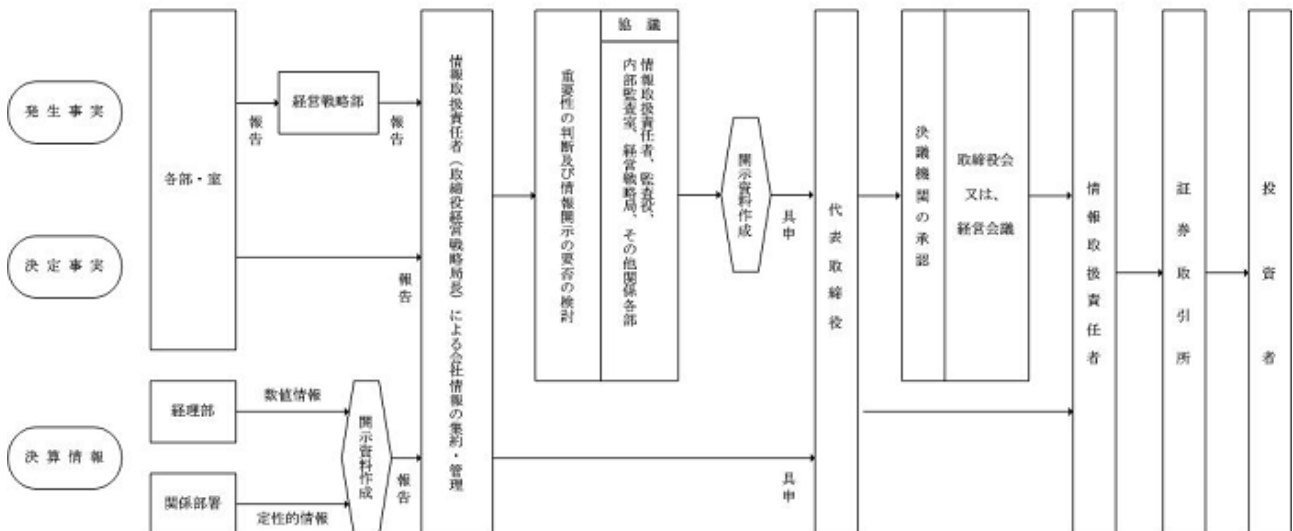 発生事実
決定事実
決算情報
各部・室
報告
経営戦略部
報告
報告
経理部
数値情報
関係部署
定性的情報
開示資料作成
報告
情報取扱責任者(取締役経営戦略局長)による会社情報の集約・管理
重要性の判断及び情報開示の要否の検討
協議
情報取扱責任者、監査役、
内部監査室、経営戦略局、その他関係各部
開示資料作成
具申
具申
代表取締役
決議機関の承認
取締役会
又は、
経営会議
情報取扱責任者
証券取引所
投資者